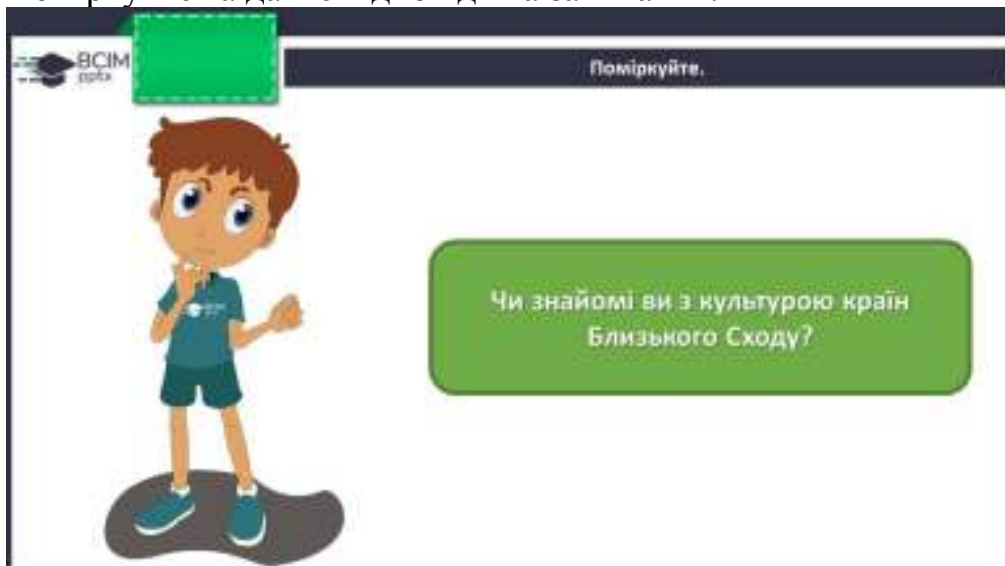 ВСІМ
pptx
Поміркуйте.
Чи знайомі ви з культурою країн
Близького Сходу?